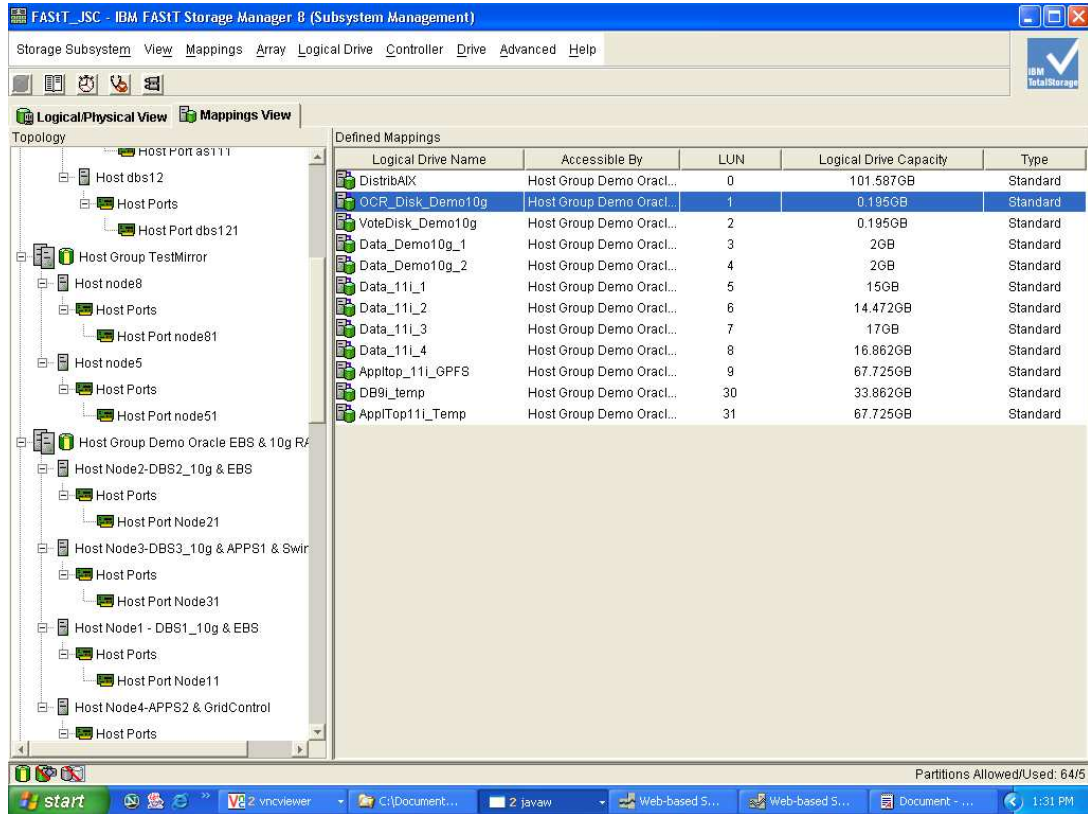 FAStT_JSC - IBM FAStT Storage Manager 8 (Subsystem Management)
Storage Subsystem View Mappings Array Logical Drive Controller Drive Advanced Help
IBM
TotalStorage
Logical/Physical View Mappings View
Topology
Host Port as111
Host dbs12
Host Ports
Host Port dbs121
Host Group TestMirror
Host node8
Host Ports
Host Port node81
Host node5
Host Ports
Host Port node51
Host Group Demo Oracle EBS & 10g RA
Host Node2-DBS2_10g & EBS
Host Ports
Host Port Node21
Host Node3-DBS3_10g & APPS1 & Swin
Host Ports
Host Port Node31
Host Node1 - DBS1_10g & EBS
Host Ports
Host Port Node11
Host Node4-APPS2 & GridControl
Host Ports
Defined Mappings
Logical Drive Name Accessible By LUN Logical Drive Capacity Type
DistribAIX Host Group Demo Oracl... 0 101.587GB Standard
OCR_Disk_Demo10g Host Group Demo Oracl... 1 0.195GB Standard
VoteDisk_Demo10g Host Group Demo Oracl... 2 0.195GB Standard
Data_Demo10g_1 Host Group Demo Oracl... 3 2GB Standard
Data_Demo10g_2 Host Group Demo Oracl... 4 2GB Standard
Data_11i_1 Host Group Demo Oracl... 5 15GB Standard
Data_11i_2 Host Group Demo Oracl... 6 14.472GB Standard
Data_11i_3 Host Group Demo Oracl... 7 17GB Standard
Data_11i_4 Host Group Demo Oracl... 8 16.862GB Standard
Appltop_11i_GPFS Host Group Demo Oracl... 9 67.725GB Standard
DB9i_temp Host Group Demo Oracl... 30 33.862GB Standard
ApplTop11i_Temp Host Group Demo Oracl... 31 67.725GB Standard
Partitions Allowed/Used: 64/5
start 2 vncviewer C:\Document... 2 javaw Web-based S... Web-based S... Document - ... 1:31 PM